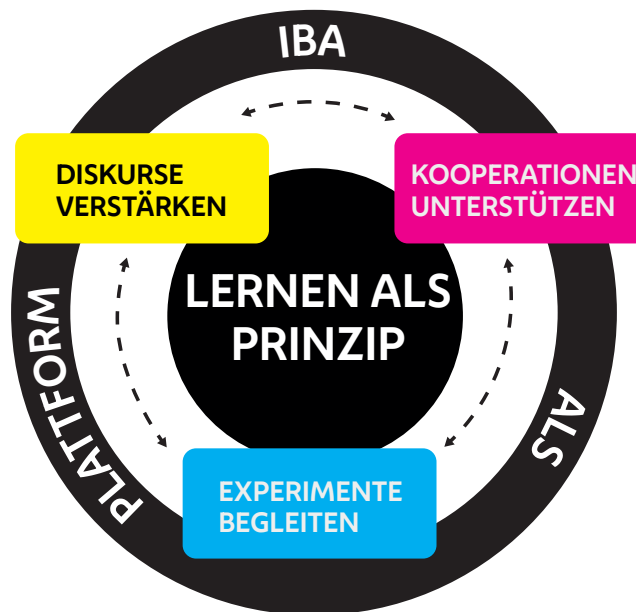 IBA
DISKURSE
VERSTÄRKEN
KOOPERATIONEN
UNTERSTÜTZEN
LERNEN ALS
PRINZIP
ALS
PLATTFORM
EXPERIMENTE
BEGLEITEN